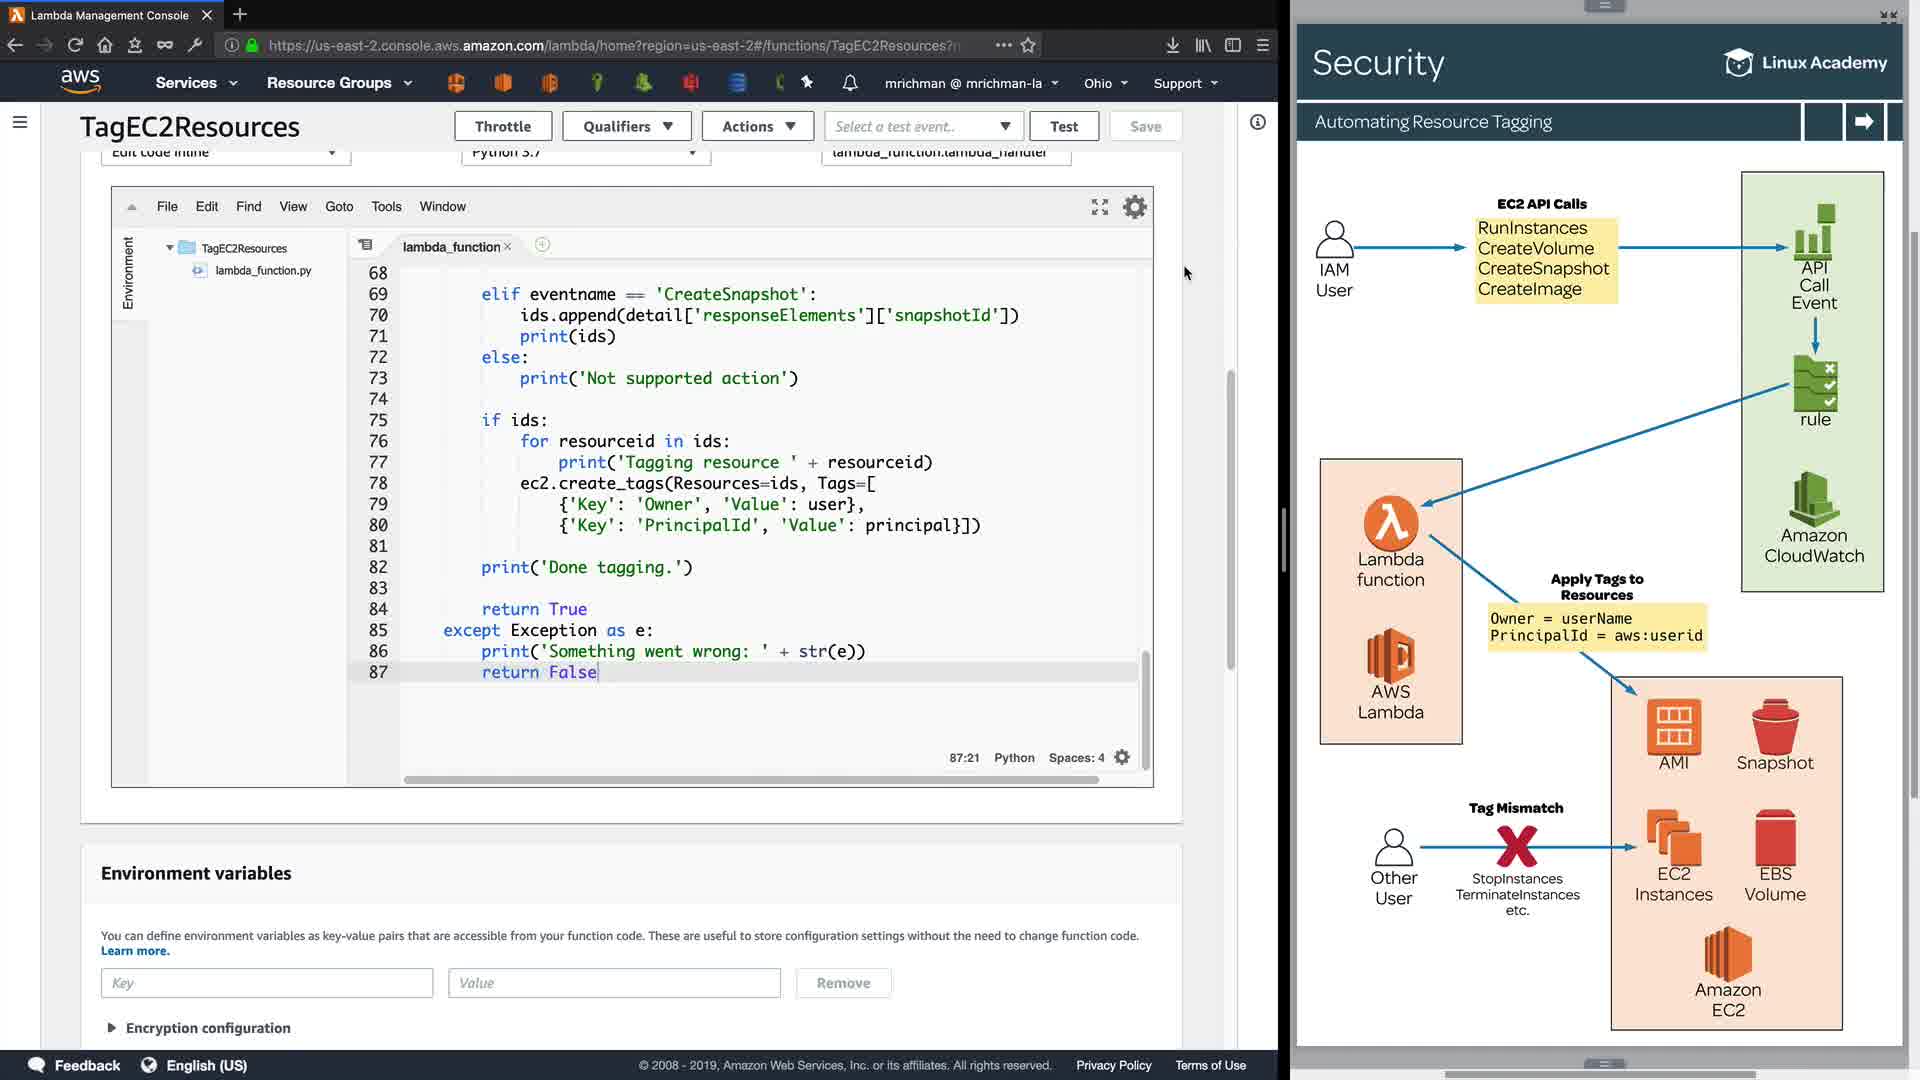 Lambda Management Console
https://us-east-2.console.aws.amazon.com/lambda/home?region=us-east-2#/functions/TagEC2Resources?
aws
Services
Resource Groups
mrichman @ mrichman-la
Ohio
Support
TagEC2Resources
Throttle
Qualifiers
Actions
Select a test event..
Test
Save
Edit code inline
Python 3.7
lambda_function.lambda_handler
File Edit Find View Goto Tools Window
Environment
TagEC2Resources
lambda_function.py
lambda_function
68
69 elif eventname == 'CreateSnapshot':
70 ids.append(detail['responseElements']['snapshotId'])
71 print(ids)
72 else:
73 print('Not supported action')
74
75 if ids:
76 for resourceid in ids:
77 print('Tagging resource ' + resourceid)
78 ec2.create_tags(Resources=ids, Tags=[
79 {'Key': 'Owner', 'Value': user},
80 {'Key': 'PrincipalId', 'Value': principal}])
81
82 print('Done tagging.')
83
84 return True
85 except Exception as e:
86 print('Something went wrong: ' + str(e))
87 return False
87:21 Python Spaces: 4
Environment variables
You can define environment variables as key-value pairs that are accessible from your function code. These are useful to store configuration settings without the need to change function code.
Learn more.
Key
Value
Remove
Encryption configuration
Feedback
English (US)
© 2008 - 2019, Amazon Web Services, Inc. or its affiliates. All rights reserved.
Privacy Policy
Terms of Use
Security
Linux Academy
Automating Resource Tagging
IAM
User
EC2 API Calls
RunInstances
CreateVolume
CreateSnapshot
CreateImage
API
Call
Event
rule
Amazon
CloudWatch
Lambda
function
AWS
Lambda
Apply Tags to
Resources
Owner = userName
PrincipalId = aws:userid
AMI
Snapshot
Tag Mismatch
Other
User
StopInstances
TerminateInstances
etc.
EC2
Instances
EBS
Volume
Amazon
EC2